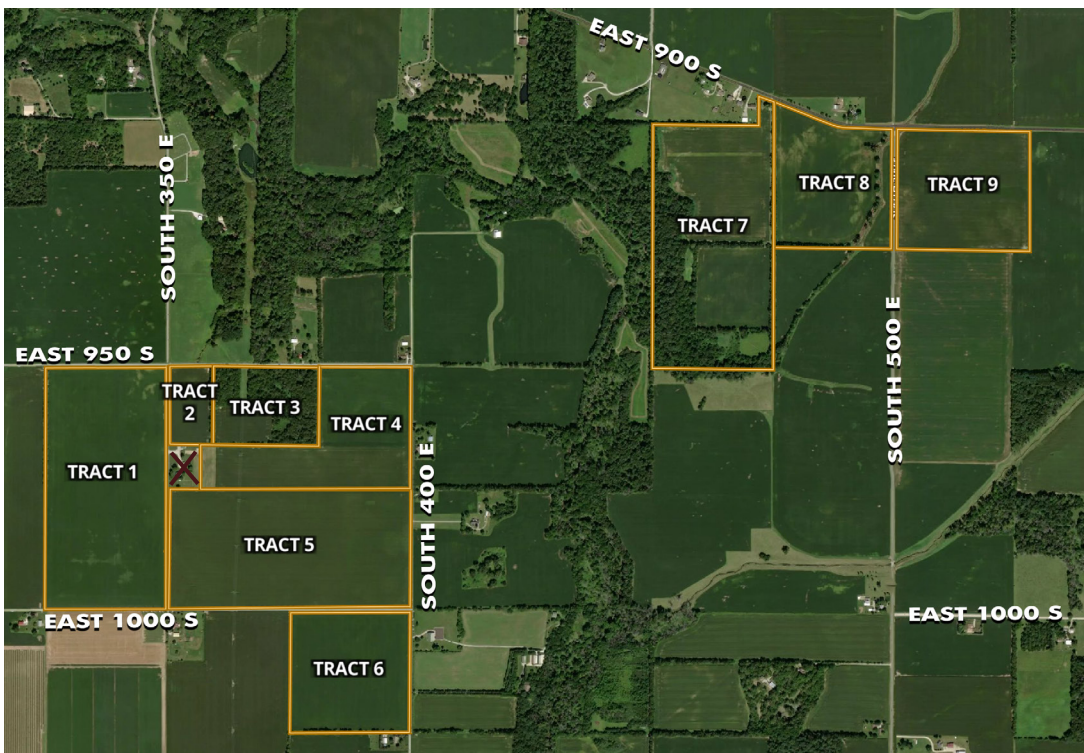 EAST 900 S
SOUTH 350 E
TRACT 7
TRACT 8
TRACT 9
EAST 950 S
SOUTH 500 E
TRACT
2
TRACT 3
TRACT 4
TRACT 1
SOUTH 400 E
TRACT 5
EAST 1000 S
EAST 1000 S
TRACT 6